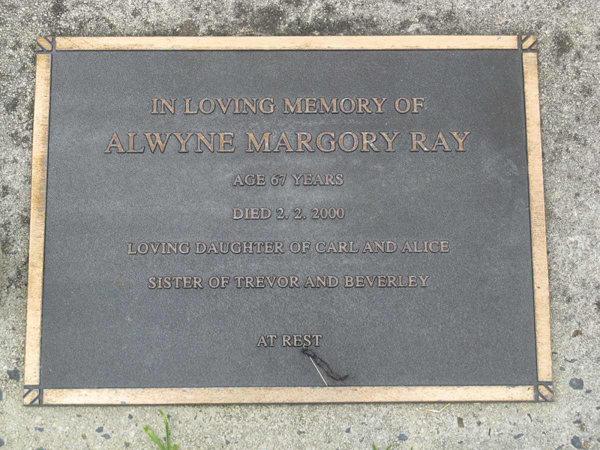 IN LOVING MEMORY OF
ALWYNE MARGORY RAY
AGE 67 YEARS
DIED 2. 2. 2000
LOVING DAUGHTER OF CARL AND ALICE
SISTER OF TREVOR AND BEVERLEY
AT REST